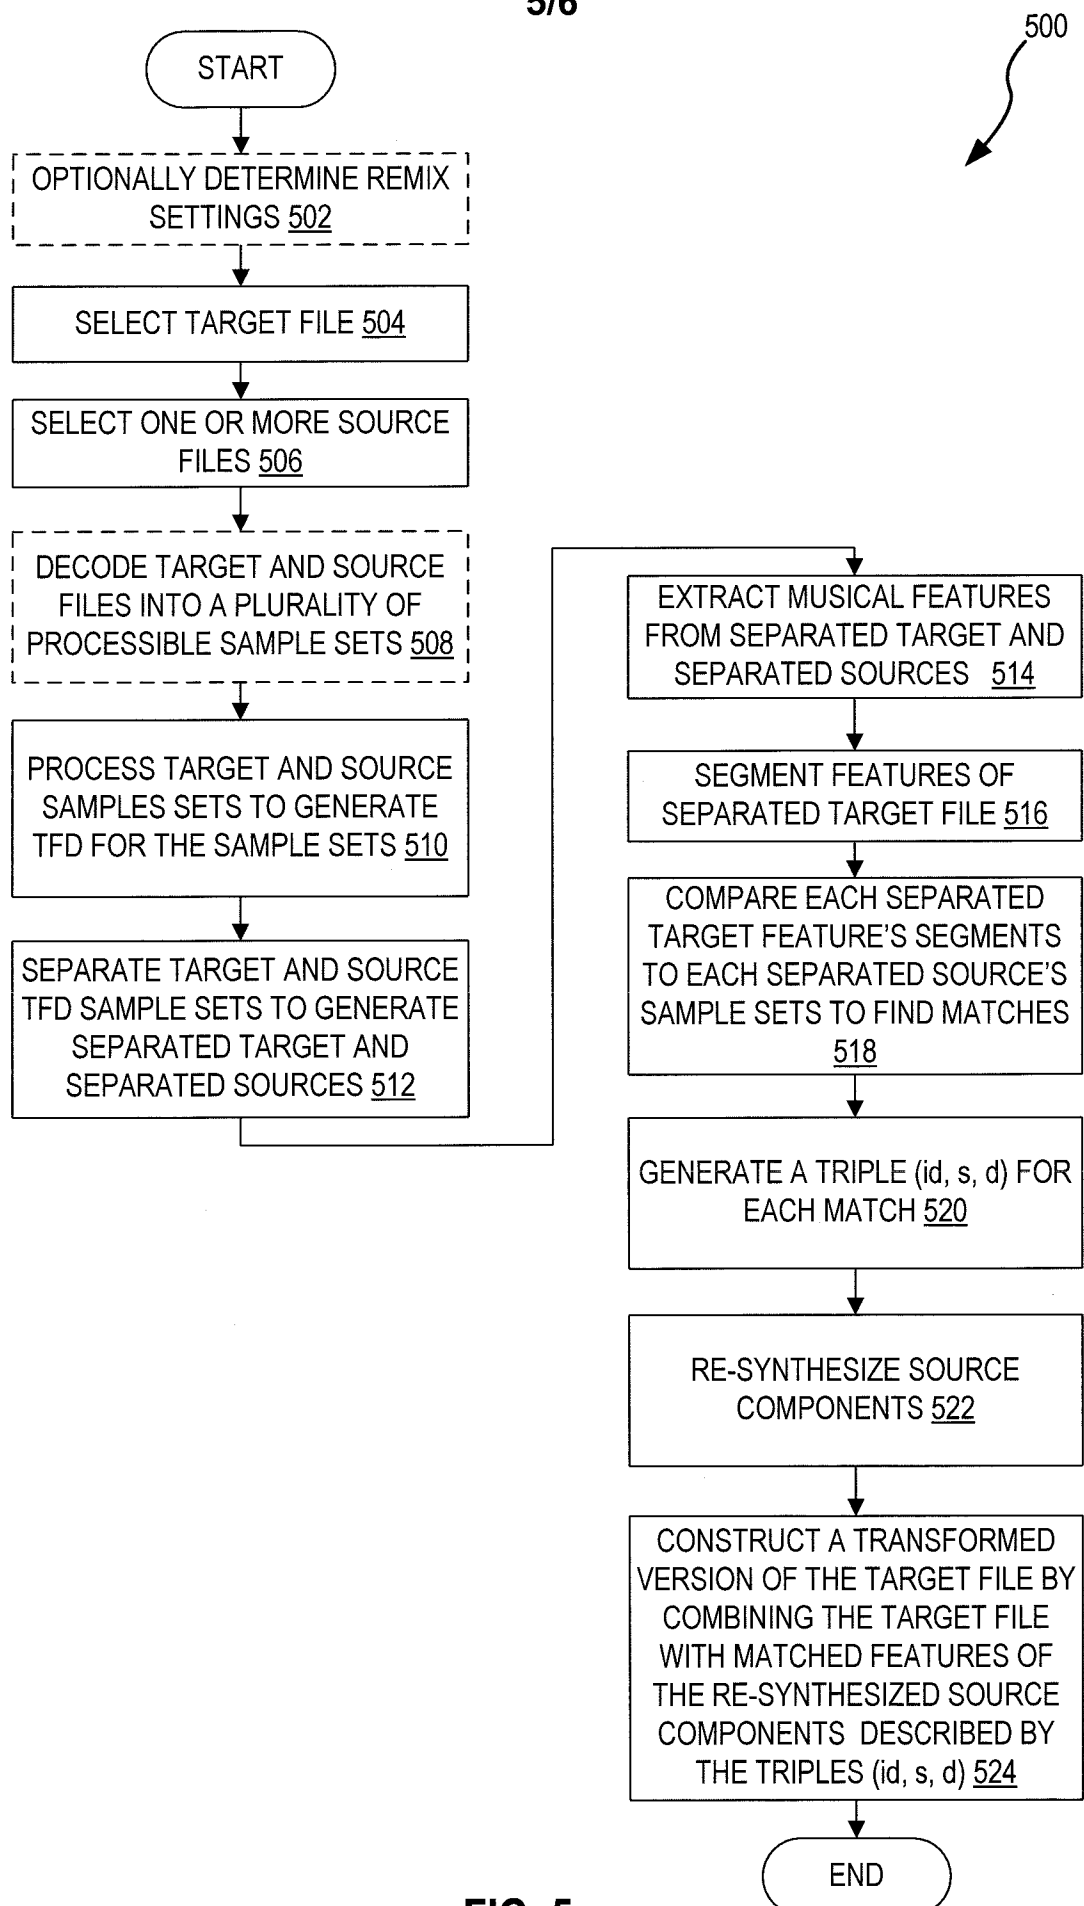 5/6
500
START
OPTIONALLY DETERMINE REMIX
SETTINGS 502
SELECT TARGET FILE 504
SELECT ONE OR MORE SOURCE
FILES 506
DECODE TARGET AND SOURCE
FILES INTO A PLURALITY OF
PROCESSIBLE SAMPLE SETS 508
PROCESS TARGET AND SOURCE
SAMPLES SETS TO GENERATE
TFD FOR THE SAMPLE SETS 510
SEPARATE TARGET AND SOURCE
TFD SAMPLE SETS TO GENERATE
SEPARATED TARGET AND
SEPARATED SOURCES 512
EXTRACT MUSICAL FEATURES
FROM SEPARATED TARGET AND
SEPARATED SOURCES 514
SEGMENT FEATURES OF
SEPARATED TARGET FILE 516
COMPARE EACH SEPARATED
TARGET FEATURE'S SEGMENTS
TO EACH SEPARATED SOURCE'S
SAMPLE SETS TO FIND MATCHES
518
GENERATE A TRIPLE (id, s, d) FOR
EACH MATCH 520
RE-SYNTHESIZE SOURCE
COMPONENTS 522
CONSTRUCT A TRANSFORMED
VERSION OF THE TARGET FILE BY
COMBINING THE TARGET FILE
WITH MATCHED FEATURES OF
THE RE-SYNTHESIZED SOURCE
COMPONENTS DESCRIBED BY
THE TRIPLES (id, s, d) 524
END
FIG. 5